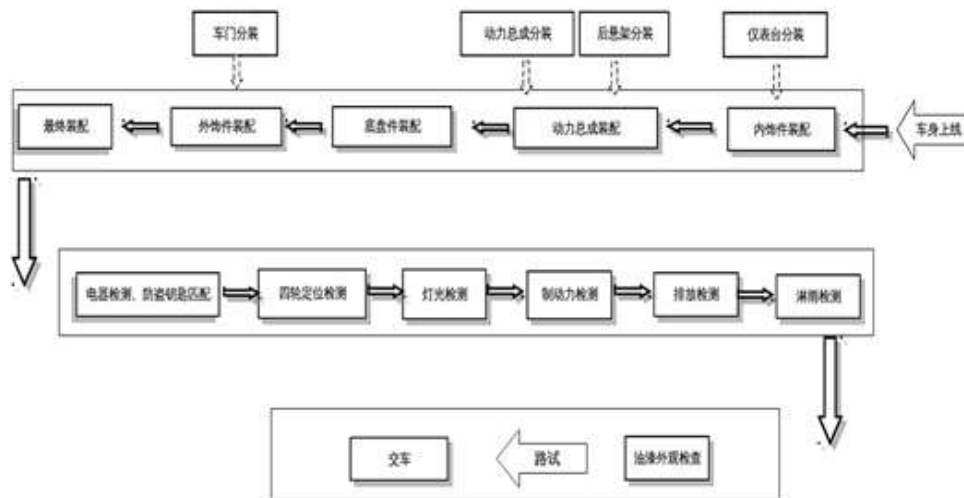 车门分装
动力总成分装
后悬架分装
仪表台分装
最终装配
外饰件装配
底盘件装配
动力总成装配
内饰件装配
车身上线
电器检测、防盗钥匙匹配
四轮定位检测
灯光检测
制动力检测
排放检测
淋雨检测
交车
路试
油漆外观检查